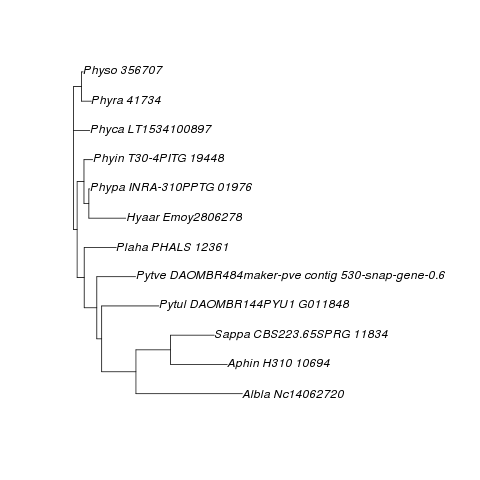 Physo 356707
Phyra 41734
Phyca LT1534100897
Phyin T30-4PITG 19448
Phypa INRA-310PPTG 01976
Hyaar Emoy2806278
Plaha PHALS 12361
Pytve DAOMBR484maker-pve contig 530-snap-gene-0.6
Pytul DAOMBR144PYU1 G011848
Sappa CBS223.65SPRG 11834
Aphin H310 10694
Albla Nc14062720